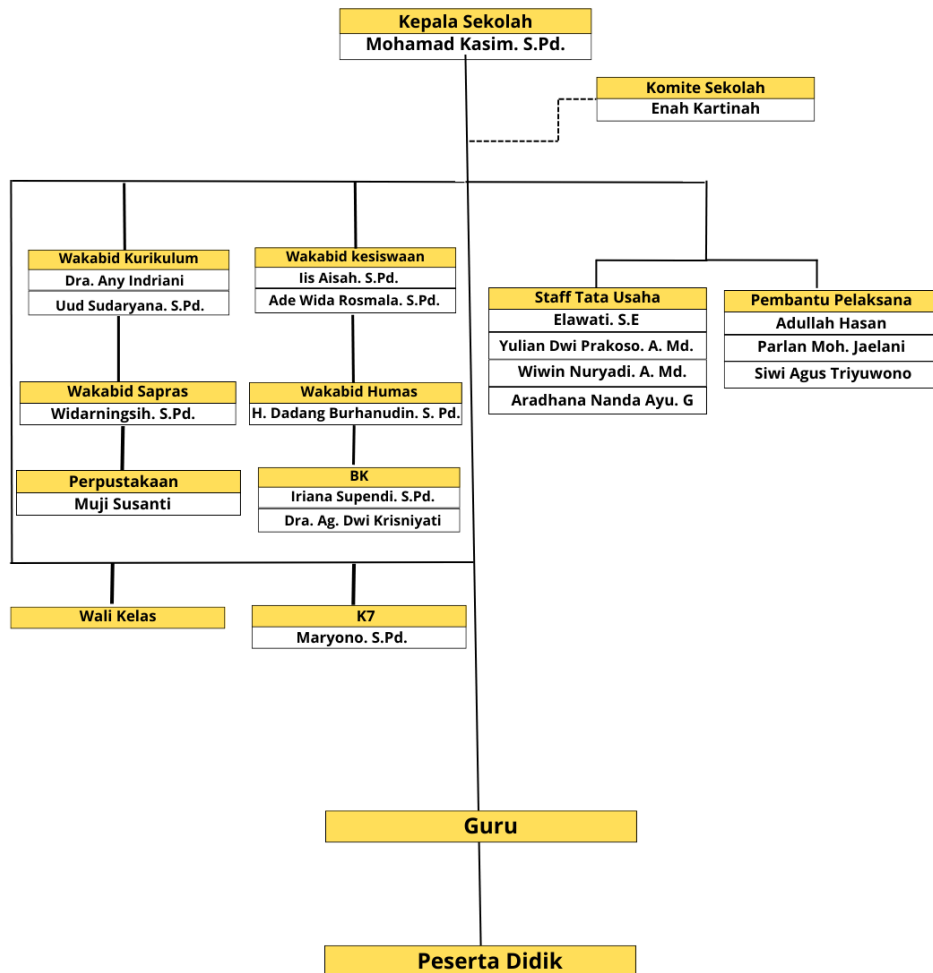 Kepala Sekolah
Mohamad Kasim. S.Pd.
Komite Sekolah
Enah Kartinah
Wakabid Kurikulum
Dra. Any Indriani
Uud Sudaryana. S.Pd.
Wakabid kesiswaan
Iis Aisah. S.Pd.
Ade Wida Rosmala. S.Pd.
Staff Tata Usaha
Elawati. S.E
Yulian Dwi Prakoso. A. Md.
Wiwin Nuryadi. A. Md.
Aradhana Nanda Ayu. G
Pembantu Pelaksana
Adullah Hasan
Parlan Moh. Jaelani
Siwi Agus Triyuwono
Wakabid Sapras
Widarningsih. S.Pd.
Wakabid Humas
H. Dadang Burhanudin. S. Pd.
Perpustakaan
Muji Susanti
BK
Iriana Supendi. S.Pd.
Dra. Ag. Dwi Krisniyati
Wali Kelas
K7
Maryono. S.Pd.
Guru
Peserta Didik